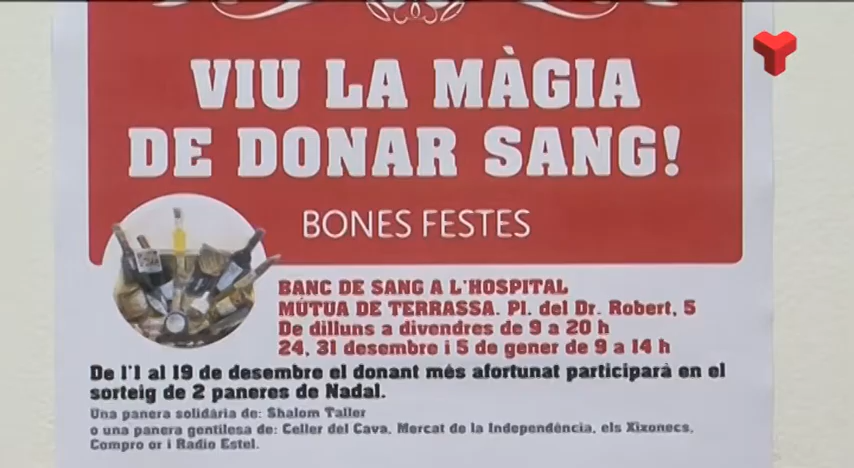 VIU LA MÀGIA
DE DONAR SANG!
BONES FESTES
BANC DE SANG A L'HOSPITAL
MÚTUA DE TERRASSA. Pl. del Dr. Robert, 5
De dilluns a divendres de 9 a 20 h
24, 31 desembre i 5 de gener de 9 a 14 h
De l'1 al 19 de desembre el donant més afortunat participarà en el
sorteig de 2 paneres de Nadal.
Una panera solidària de: Shalom Taller
o una panera gentilesa de: Celler del Cava, Mercat de la Independència, els Xixonecs,
Compro or i Radio Estel.